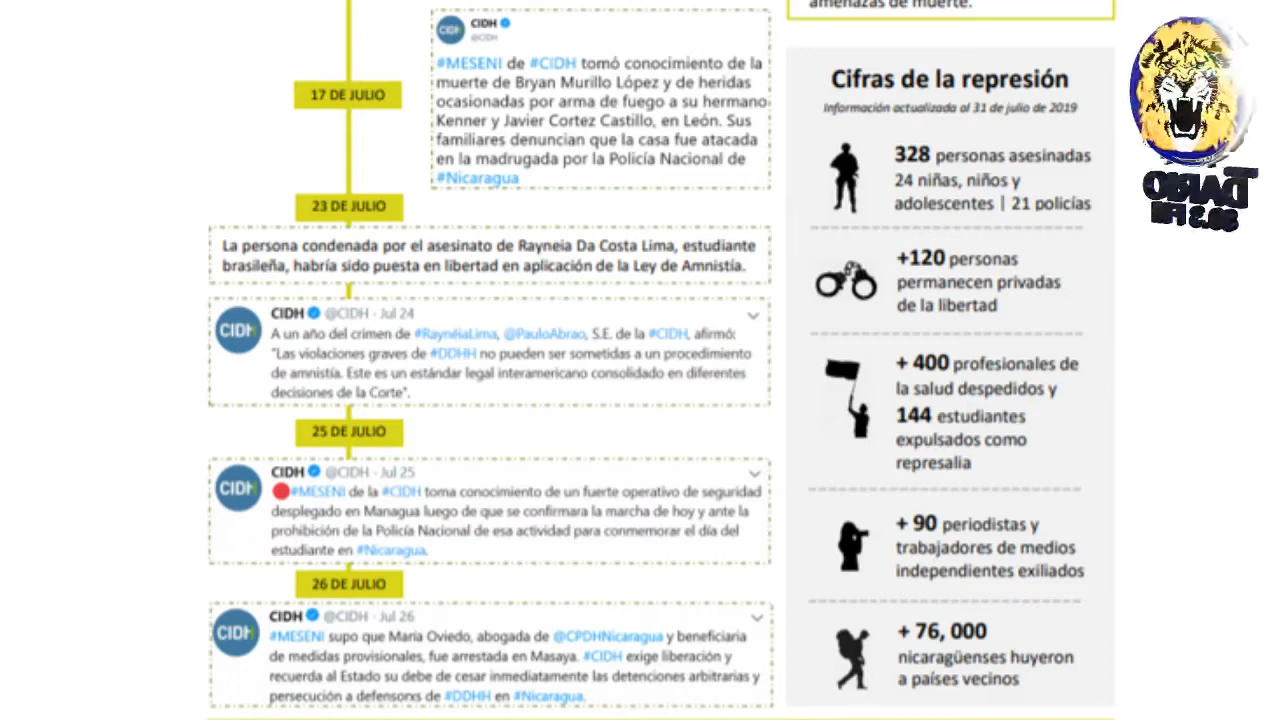 amenazas de muerte.
CIDH
@CIDH
#MESENI de #CIDH tomó conocimiento de la
muerte de Bryan Murillo López y de heridas
ocasionadas por arma de fuego a su hermano
Kenner y Javier Cortez Castillo, en León. Sus
familiares denuncian que la casa fue atacada
en la madrugada por la Policía Nacional de
#Nicaragua
17 DE JULIO
23 DE JULIO
La persona condenada por el asesinato de Rayneia Da Costa Lima, estudiante
brasileña, habría sido puesta en libertad en aplicación de la Ley de Amnistía.
CIDH @CIDH · Jul 24
A un año del crimen de #RaynéiaLima, @PauloAbrao, S.E. de la #CIDH, afirmó:
"Las violaciones graves de #DDHH no pueden ser sometidas a un procedimiento
de amnistía. Este es un estándar legal interamericano consolidado en diferentes
decisiones de la Corte".
CIDH
25 DE JULIO
CIDH @CIDH · Jul 25
#MESENI de la #CIDH toma conocimiento de un fuerte operativo de seguridad
desplegado en Managua luego de que se confirmara la marcha de hoy y ante la
prohibición de la Policía Nacional de esa actividad para conmemorar el día del
estudiante en #Nicaragua.
CIDH
26 DE JULIO
CIDH @CIDH · Jul 26
#MESENI supo que María Oviedo, abogada de @CPDHNicaragua y beneficiaria
de medidas provisionales, fue arrestada en Masaya. #CIDH exige liberación y
recuerda al Estado su debe de cesar inmediatamente las detenciones arbitrarias y
persecución a defensorxs de #DDHH en #Nicaragua.
CIDH
Cifras de la represión
Información actualizada al 31 de julio de 2019
328 personas asesinadas
24 niñas, niños y
adolescentes | 21 policías
+120 personas
permanecen privadas
de la libertad
+ 400 profesionales de
la salud despedidos y
144 estudiantes
expulsados como
represalia
+ 90 periodistas y
trabajadores de medios
independientes exiliados
+ 76, 000
nicaragüenses huyeron
a países vecinos
DARIO